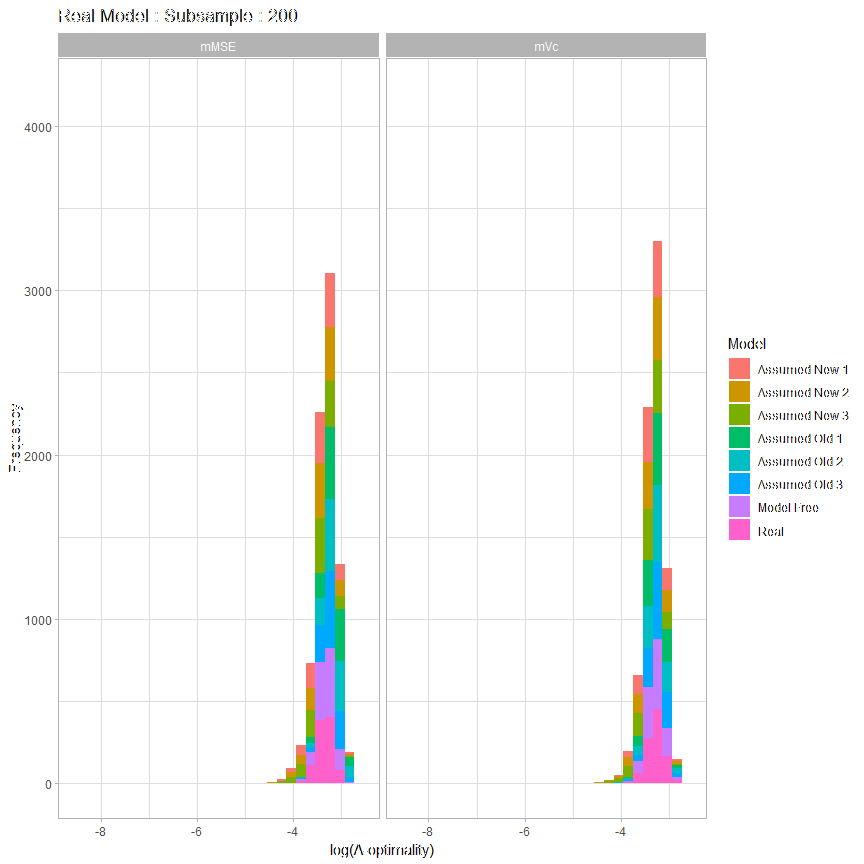 Real Model : Subsample : 200
mMSE
mVc
4000
3000
2000
1000
0
Frequency
-8
-6
-4
-8
-6
-4
log(A-optimality)
Model
Assumed New 1
Assumed New 2
Assumed New 3
Assumed Old 1
Assumed Old 2
Assumed Old 3
Model Free
Real